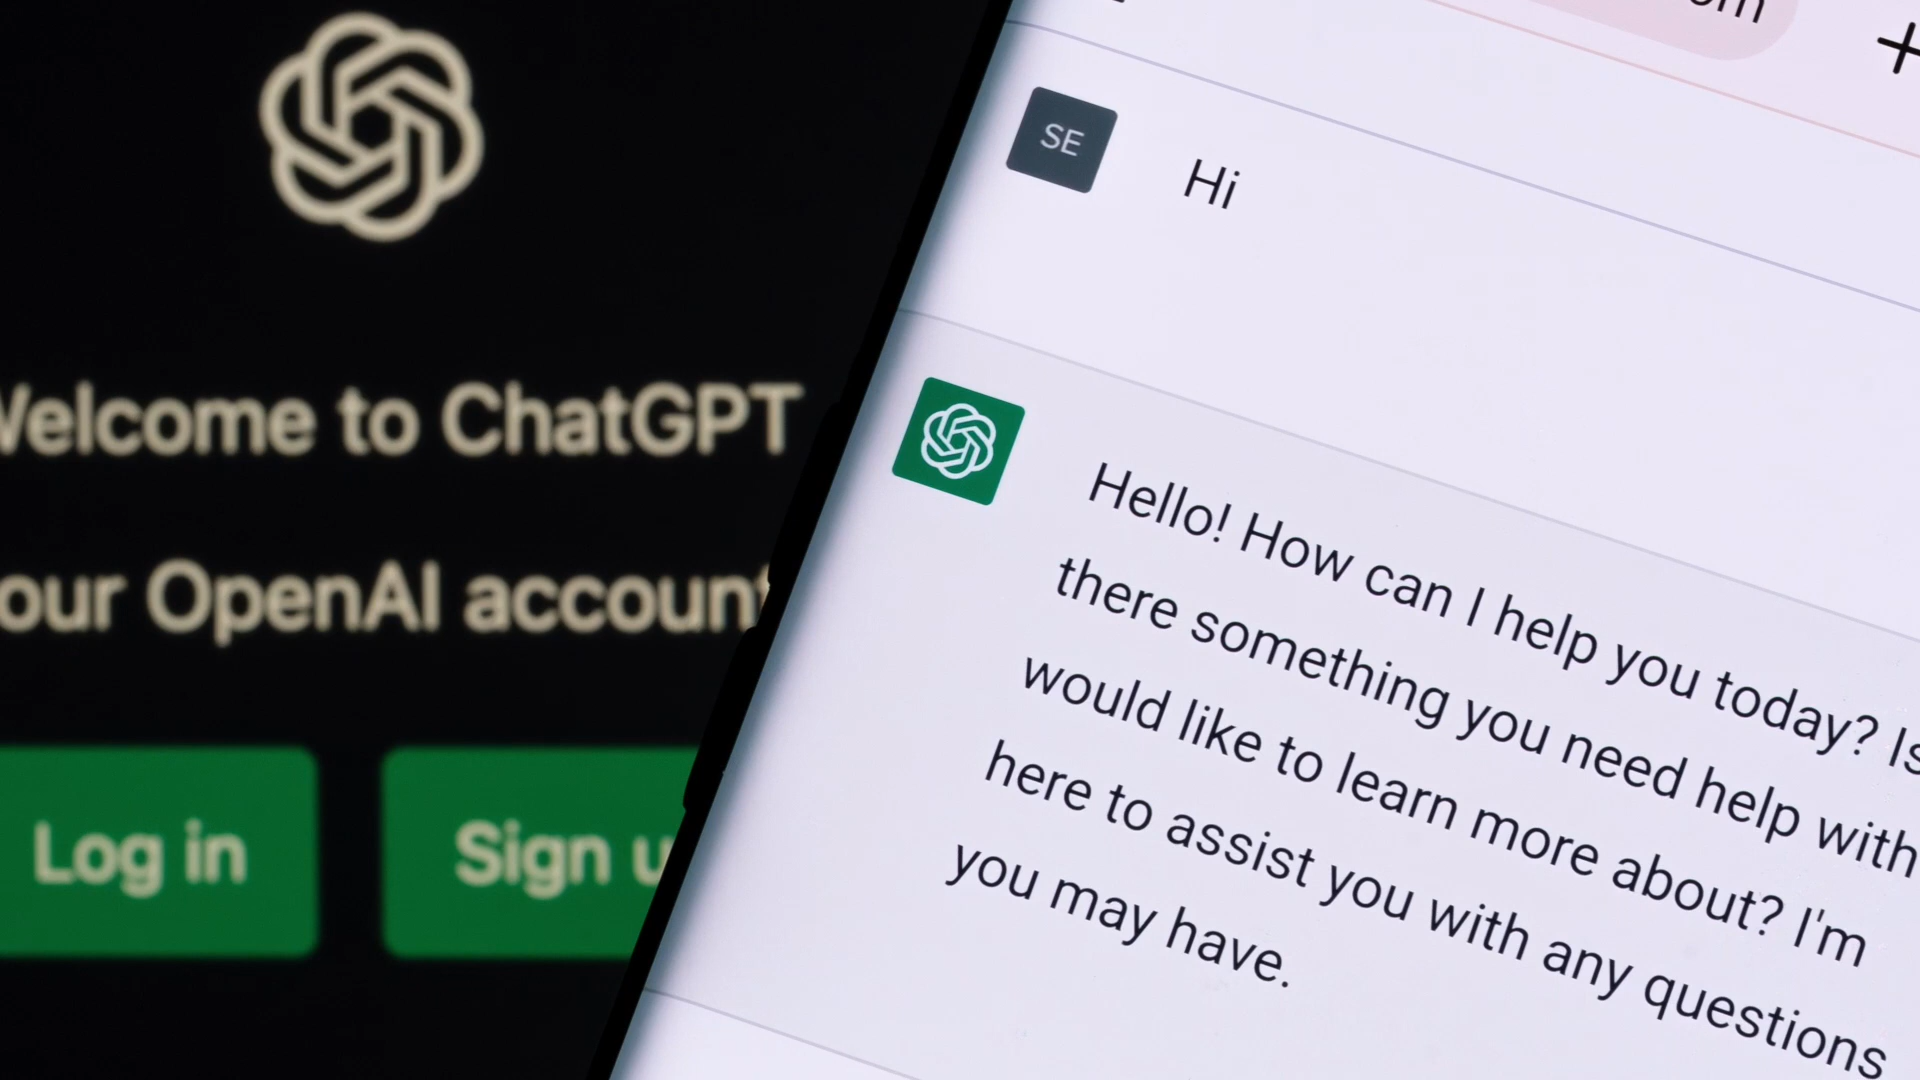 Welcome to ChatGPT
our OpenAI account
Log in
Sign u
om
+
SE
Hi
Hello! How can I help you today? Is
there something you need help with
would like to learn more about? I'm
here to assist you with any questions
you may have.